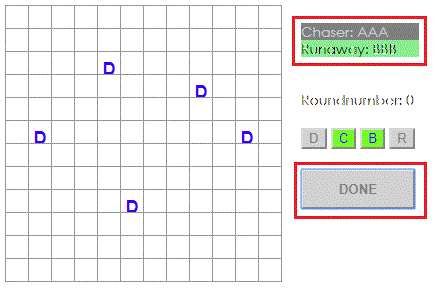 Chaser: AAA
Runaway: BBB
D
D
Roundnumber: 0
D
D
D C B R
DONE
D